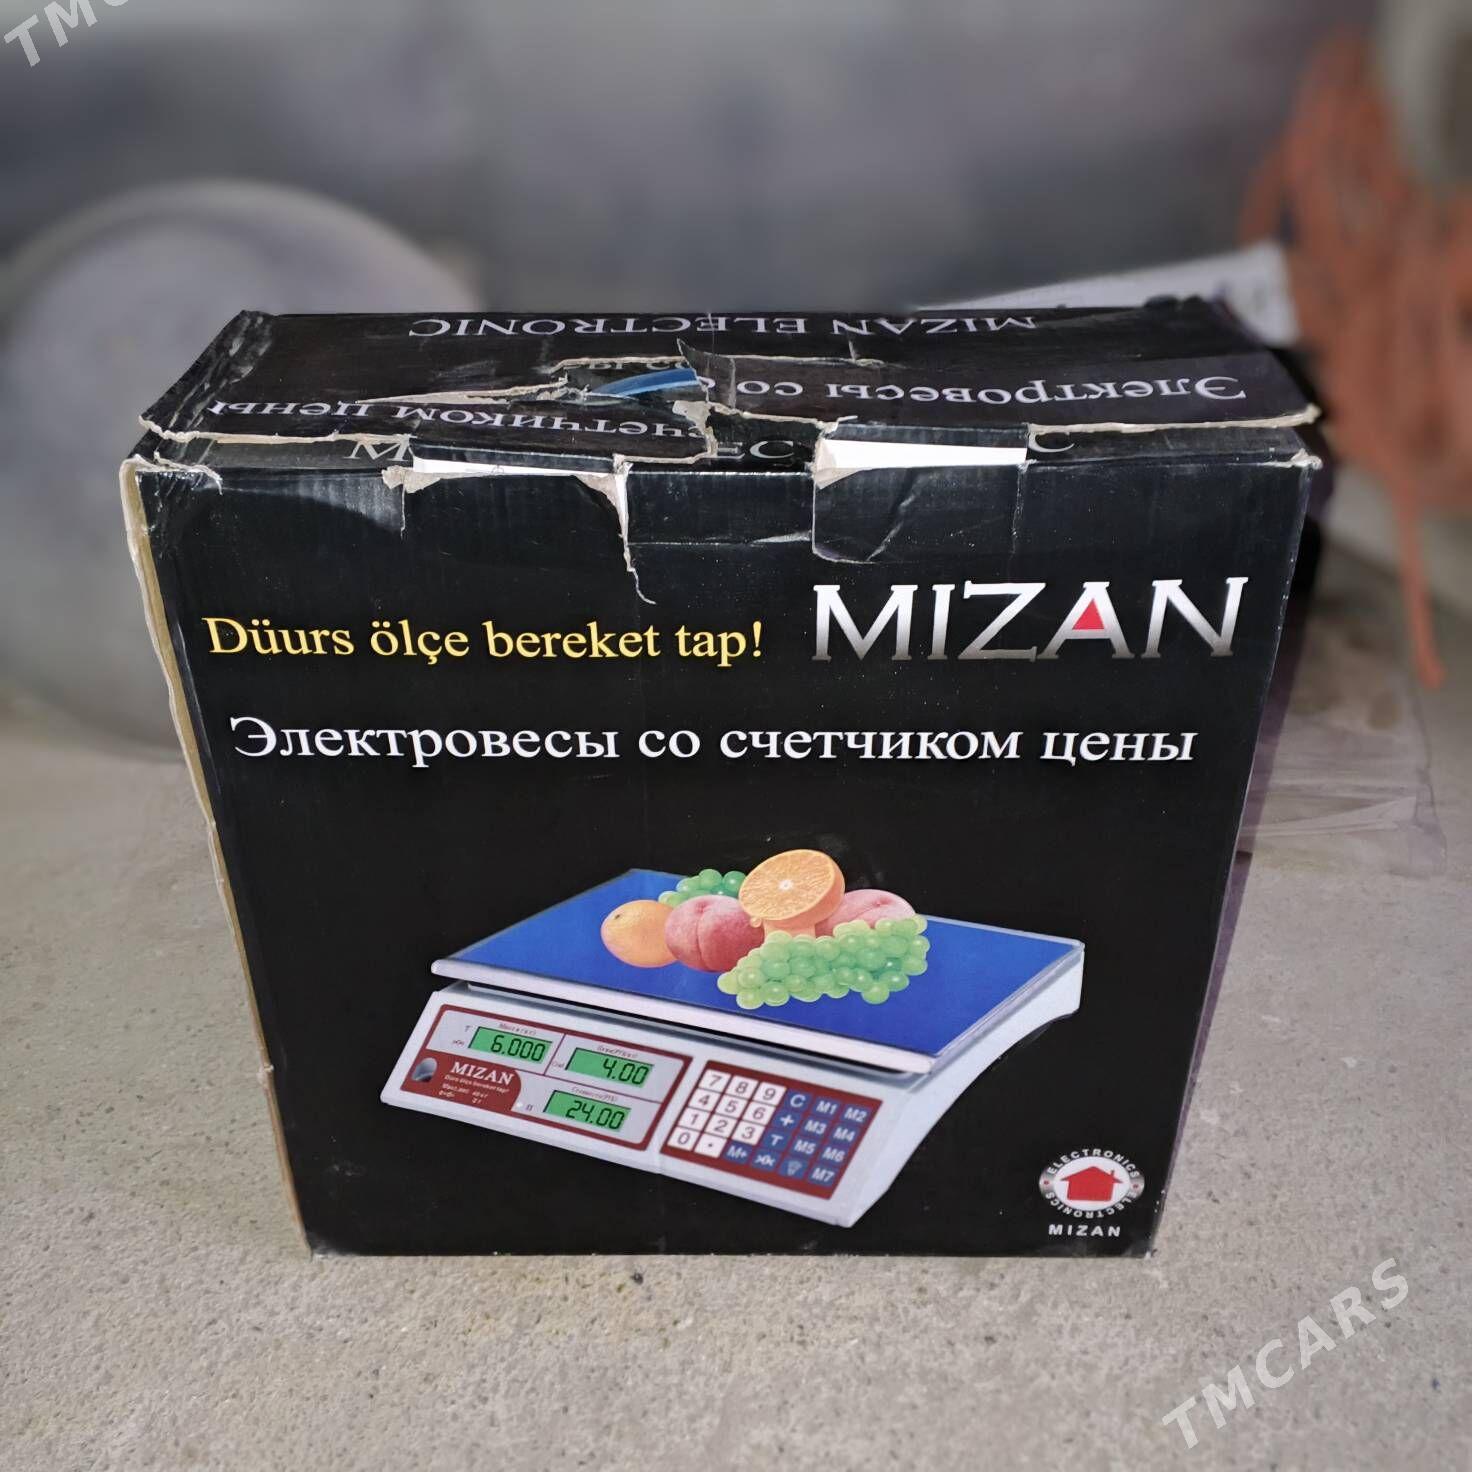 MIZAN ELECTRONIC
Электровесы со
счетчиком цены
Düurs ölçe bereket tap!
MIZAN
Электровесы со счетчиком цены
T
6.000
4.00
MIZAN
24.00
7 8 9 C M1 M2
4 5 6 + M3 M4
1 2 3 T M5 M6
0 . M+ M7
ELECTRONICS
ELECTRONICS
MIZAN
TMCARS